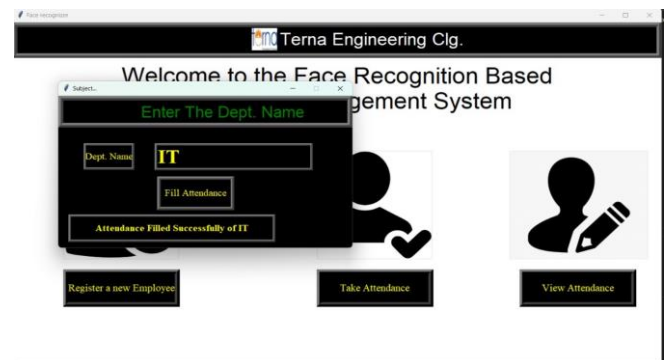 Face recognizer
Terna Engineering Clg.
Welcome to the Face Recognition Based
gement System
Subject...
Enter The Dept. Name
Dept. Name
IT
Fill Attendance
Attendance Filled Successfully of IT
Register a new Employee
Take Attendance
View Attendance